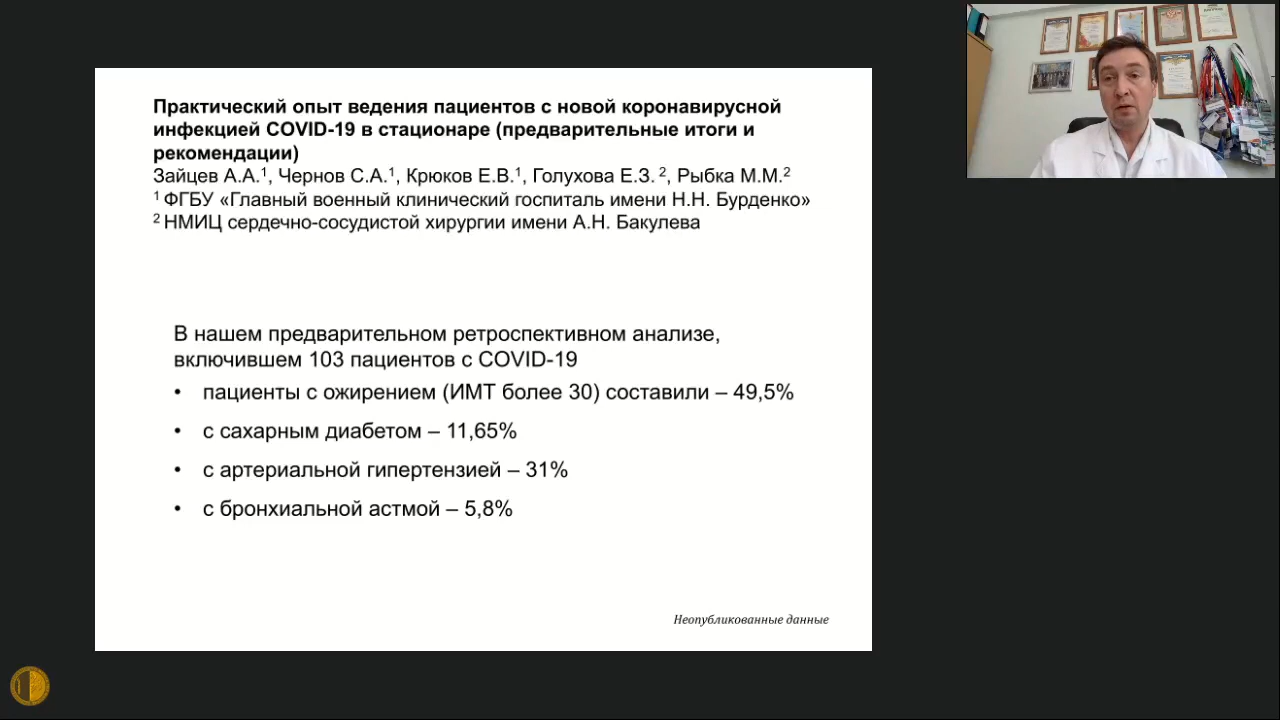 Практический опыт ведения пациентов с новой коронавирусной
инфекцией COVID-19 в стационаре (предварительные итоги и
рекомендации)
Зайцев А.А.¹, Чернов С.А.¹, Крюков Е.В.¹, Голухова Е.З. ², Рыбка М.М.²
¹ ФГБУ «Главный военный клинический госпиталь имени Н.Н. Бурденко»
² НМИЦ сердечно-сосудистой хирургии имени А.Н. Бакулева
В нашем предварительном ретроспективном анализе,
включившем 103 пациентов с COVID-19
• пациенты с ожирением (ИМТ более 30) составили – 49,5%
• с сахарным диабетом – 11,65%
• с артериальной гипертензией – 31%
• с бронхиальной астмой – 5,8%
Неопубликованные данные